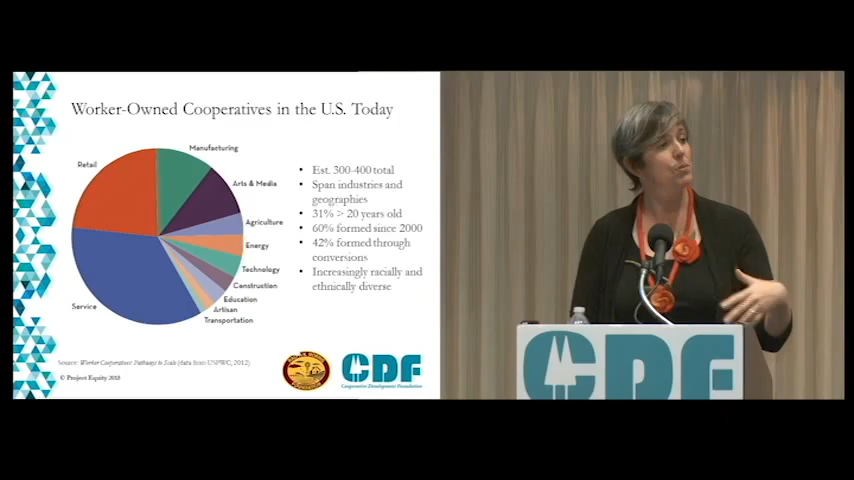 Worker-Owned Cooperatives in the U.S. Today
Manufacturing
Retail
Arts & Media
Agriculture
Energy
Technology
Construction
Education
Artisan
Transportation
Service
• Est. 300-400 total
• Span industries and
geographies
• 31% > 20 years old
• 60% formed since 2000
• 42% formed through
conversions
• Increasingly racially and
ethnically diverse
Source: Worker Cooperatives: Pathways to Scale (data from USFWC, 2012)
© Project Equity 2015
CDF
Cooperative Development Foundation
CDF